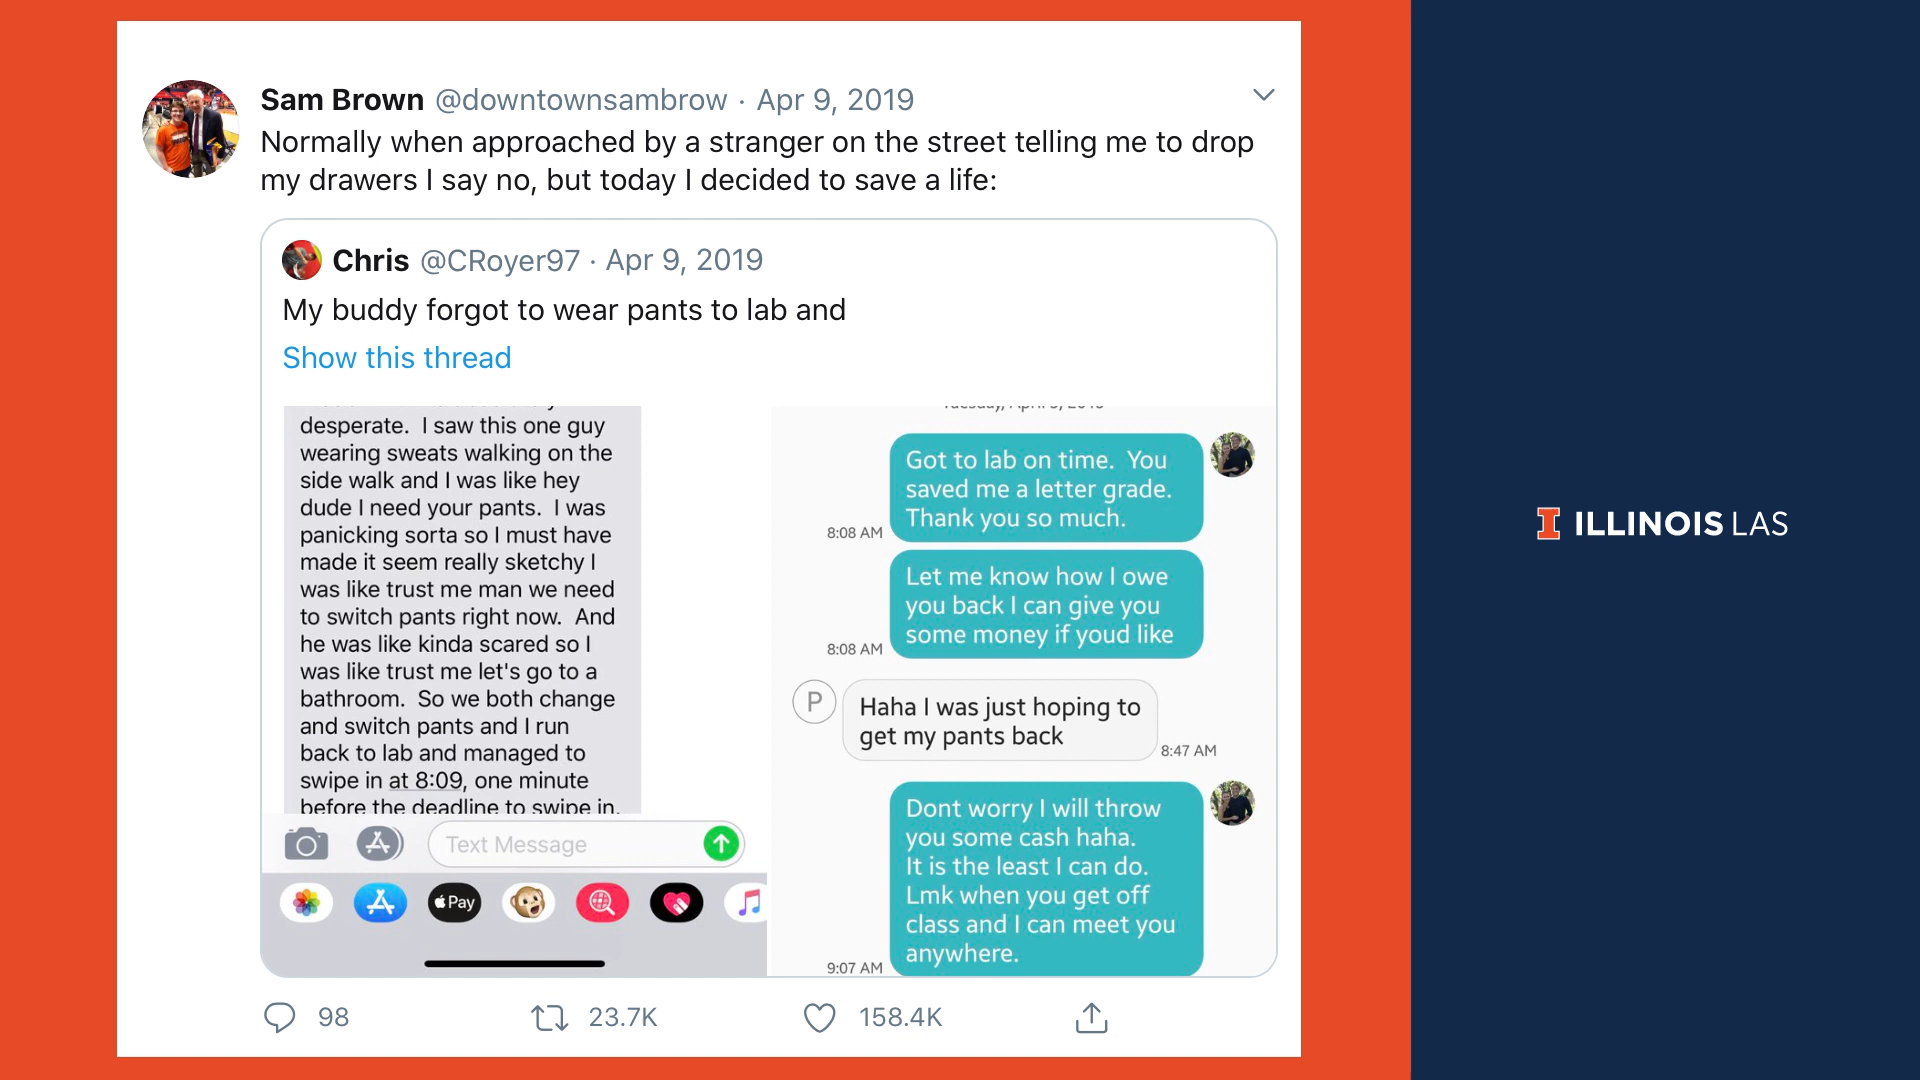 Sam Brown @downtownsambrow · Apr 9, 2019
Normally when approached by a stranger on the street telling me to drop
my drawers I say no, but today I decided to save a life:
Chris @CRoyer97 · Apr 9, 2019
My buddy forgot to wear pants to lab and
Show this thread
desperate. I saw this one guy
wearing sweats walking on the
side walk and I was like hey
dude I need your pants. I was
panicking sorta so I must have
made it seem really sketchy I
was like trust me man we need
to switch pants right now. And
he was like kinda scared so I
was like trust me let's go to a
bathroom. So we both change
and switch pants and I run
back to lab and managed to
swipe in at 8:09, one minute
before the deadline to swipe in.
Text Message
Pay
Got to lab on time. You
saved me a letter grade.
Thank you so much.
8:08 AM
Let me know how I owe
you back I can give you
some money if youd like
8:08 AM
P
Haha I was just hoping to
get my pants back
8:47 AM
Dont worry I will throw
you some cash haha.
It is the least I can do.
Lmk when you get off
class and I can meet you
anywhere.
9:07 AM
98
23.7K
158.4K
I ILLINOIS LAS